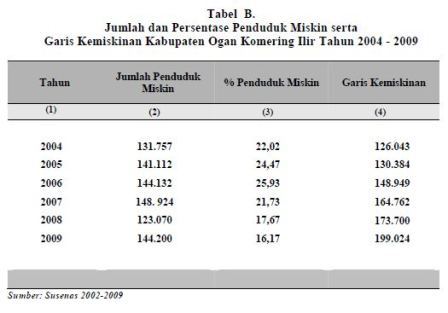 Tabel B.
Jumlah dan Persentase Penduduk Miskin serta
Garis Kemiskinan Kabupaten Ogan Komering Ilir Tahun 2004 - 2009
Tahun Jumlah Penduduk Miskin % Penduduk Miskin Garis Kemiskinan
(1) (2) (3) (4)
2004 131.757 22,02 126.043
2005 141.112 24,47 130.384
2006 144.132 25,93 148.949
2007 148. 924 21,73 164.762
2008 123.070 17,67 173.700
2009 144.200 16,17 199.024
Sumber: Susenas 2002-2009